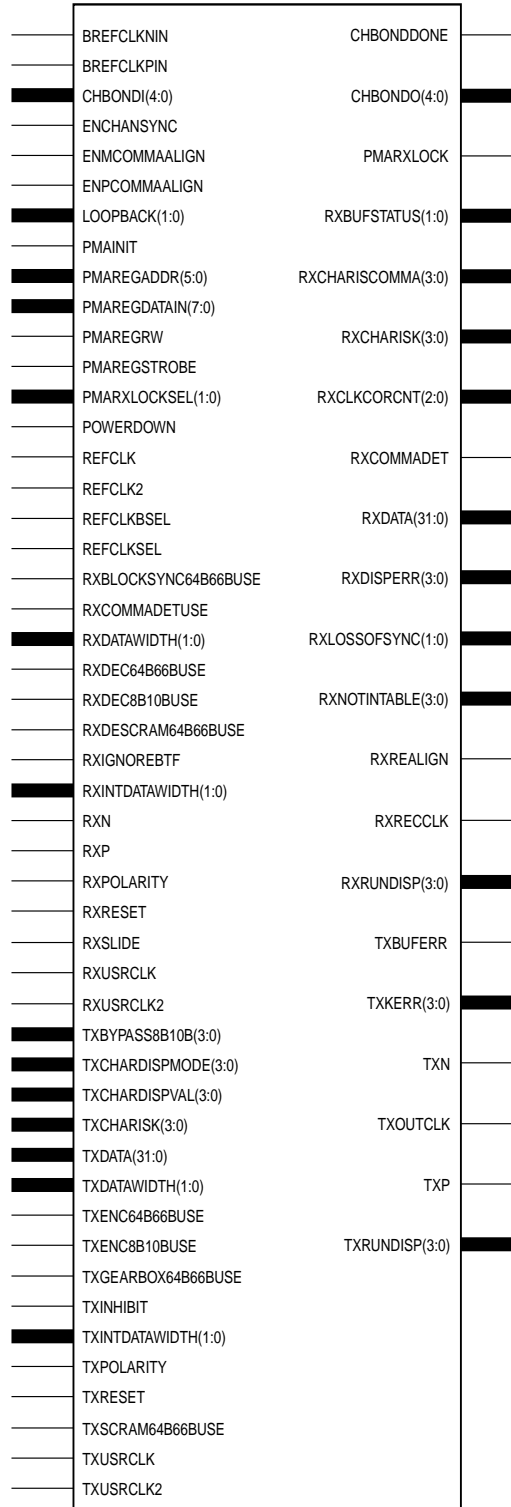 BREFCLKNIN CHBONDDONE
BREFCLKPIN
CHBONDI(4:0) CHBONDO(4:0)
ENCHANSYNC
ENMCOMMAALIGN PMARXLOCK
ENPCOMMAALIGN
LOOPBACK(1:0) RXBUFSTATUS(1:0)
PMAINIT
PMAREGADDR(5:0) RXCHARISCOMMA(3:0)
PMAREGDATAIN(7:0)
PMAREGRW RXCHARISK(3:0)
PMAREGSTROBE
PMARXLOCKSEL(1:0) RXCLKCORCNT(2:0)
POWERDOWN
REFCLK RXCOMMADET
REFCLK2
REFCLKBSEL RXDATA(31:0)
REFCLKSEL
RXBLOCKSYNC64B66BUSE RXDISPERR(3:0)
RXCOMMADETUSE
RXDATAWIDTH(1:0) RXLOSSOFSYNC(1:0)
RXDEC64B66BUSE
RXDEC8B10BUSE RXNOTINTABLE(3:0)
RXDESCRAM64B66BUSE
RXIGNOREBTF RXREALIGN
RXINTDATAWIDTH(1:0)
RXN RXRECCLK
RXP
RXPOLARITY RXRUNDISP(3:0)
RXRESET
RXSLIDE TXBUFERR
RXUSRCLK
RXUSRCLK2 TXKERR(3:0)
TXBYPASS8B10B(3:0)
TXCHARDISPMODE(3:0) TXN
TXCHARDISPVAL(3:0)
TXCHARISK(3:0) TXOUTCLK
TXDATA(31:0)
TXDATAWIDTH(1:0) TXP
TXENC64B66BUSE
TXENC8B10BUSE TXRUNDISP(3:0)
TXGEARBOX64B66BUSE
TXINHIBIT
TXINTDATAWIDTH(1:0)
TXPOLARITY
TXRESET
TXSCRAM64B66BUSE
TXUSRCLK
TXUSRCLK2